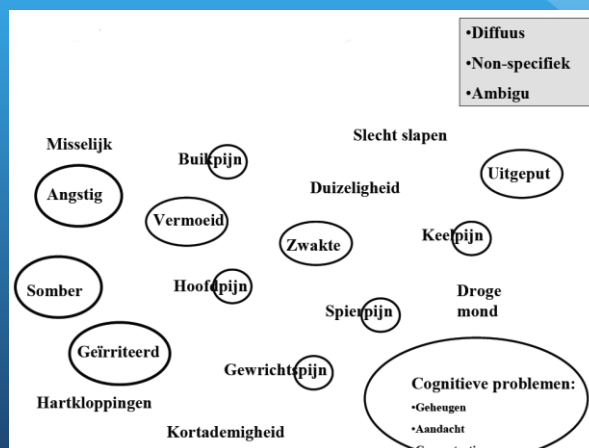 •Diffuus
•Non-specifiek
•Ambigu
Slecht slapen
Misselijk
Buikpijn
Uitgeput
Angstig
Duizeligheid
Vermoeid
Keelpijn
Zwakte
Hoofdpijn
Somber
Droge
mond
Spierpijn
Geïrriteerd
Gewrichtspijn
Cognitieve problemen:
•Geheugen
Hartkloppingen
•Aandacht
Kortademigheid